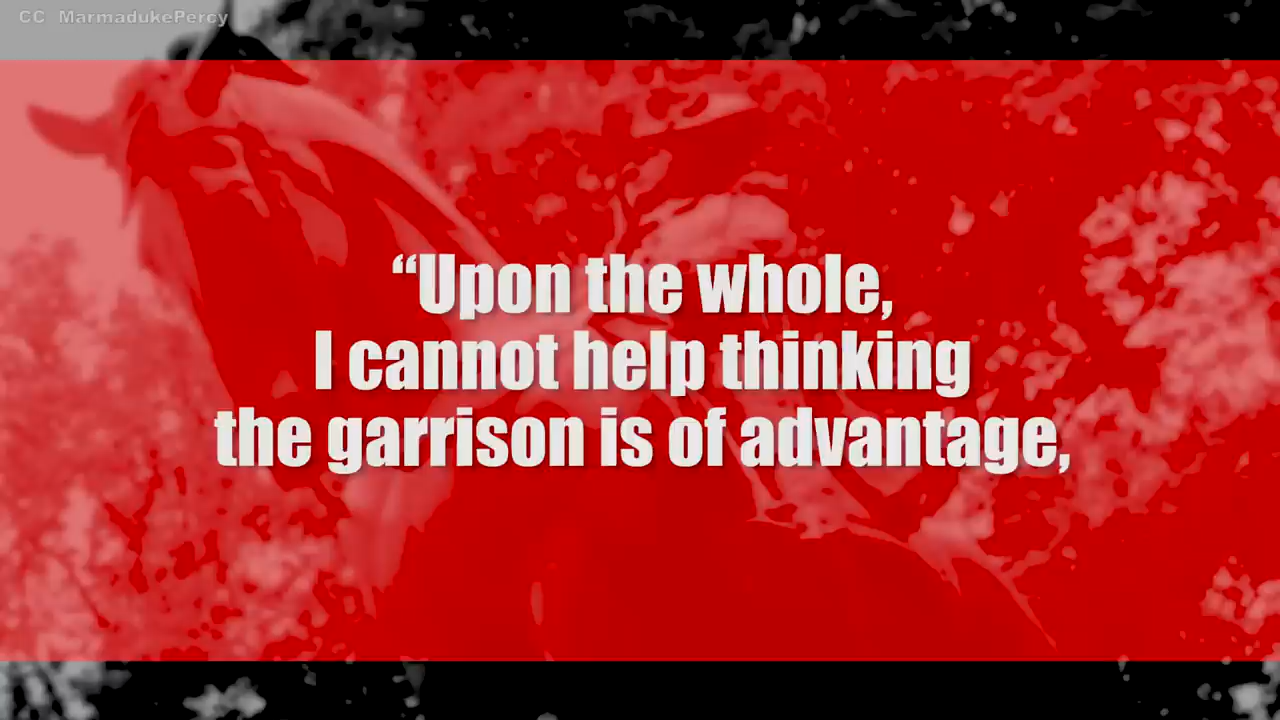 CC MarmadukePercy
“Upon the whole,
I cannot help thinking
the garrison is of advantage,